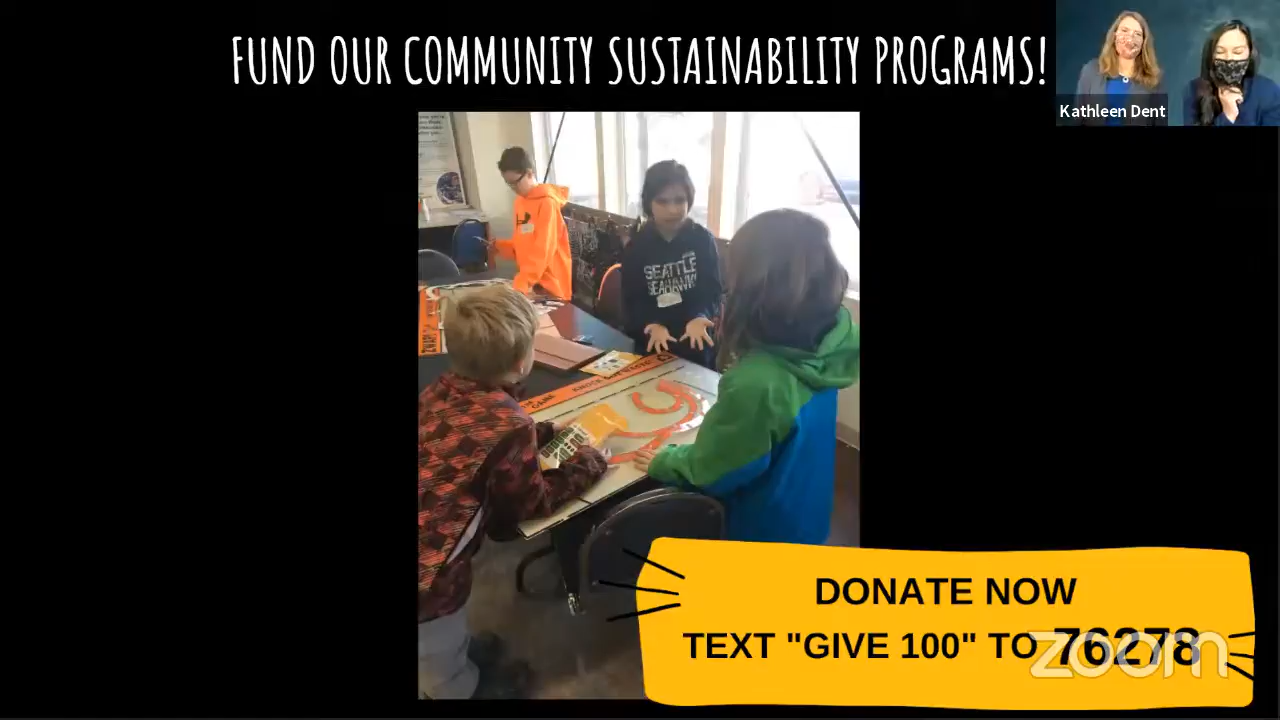 FUND OUR COMMUNITY SUSTAINABILITY PROGRAMS!
Kathleen Dent
SEATTLE
SEAHAWKS
DONATE NOW
TEXT "GIVE 100" TO 76278
zoom